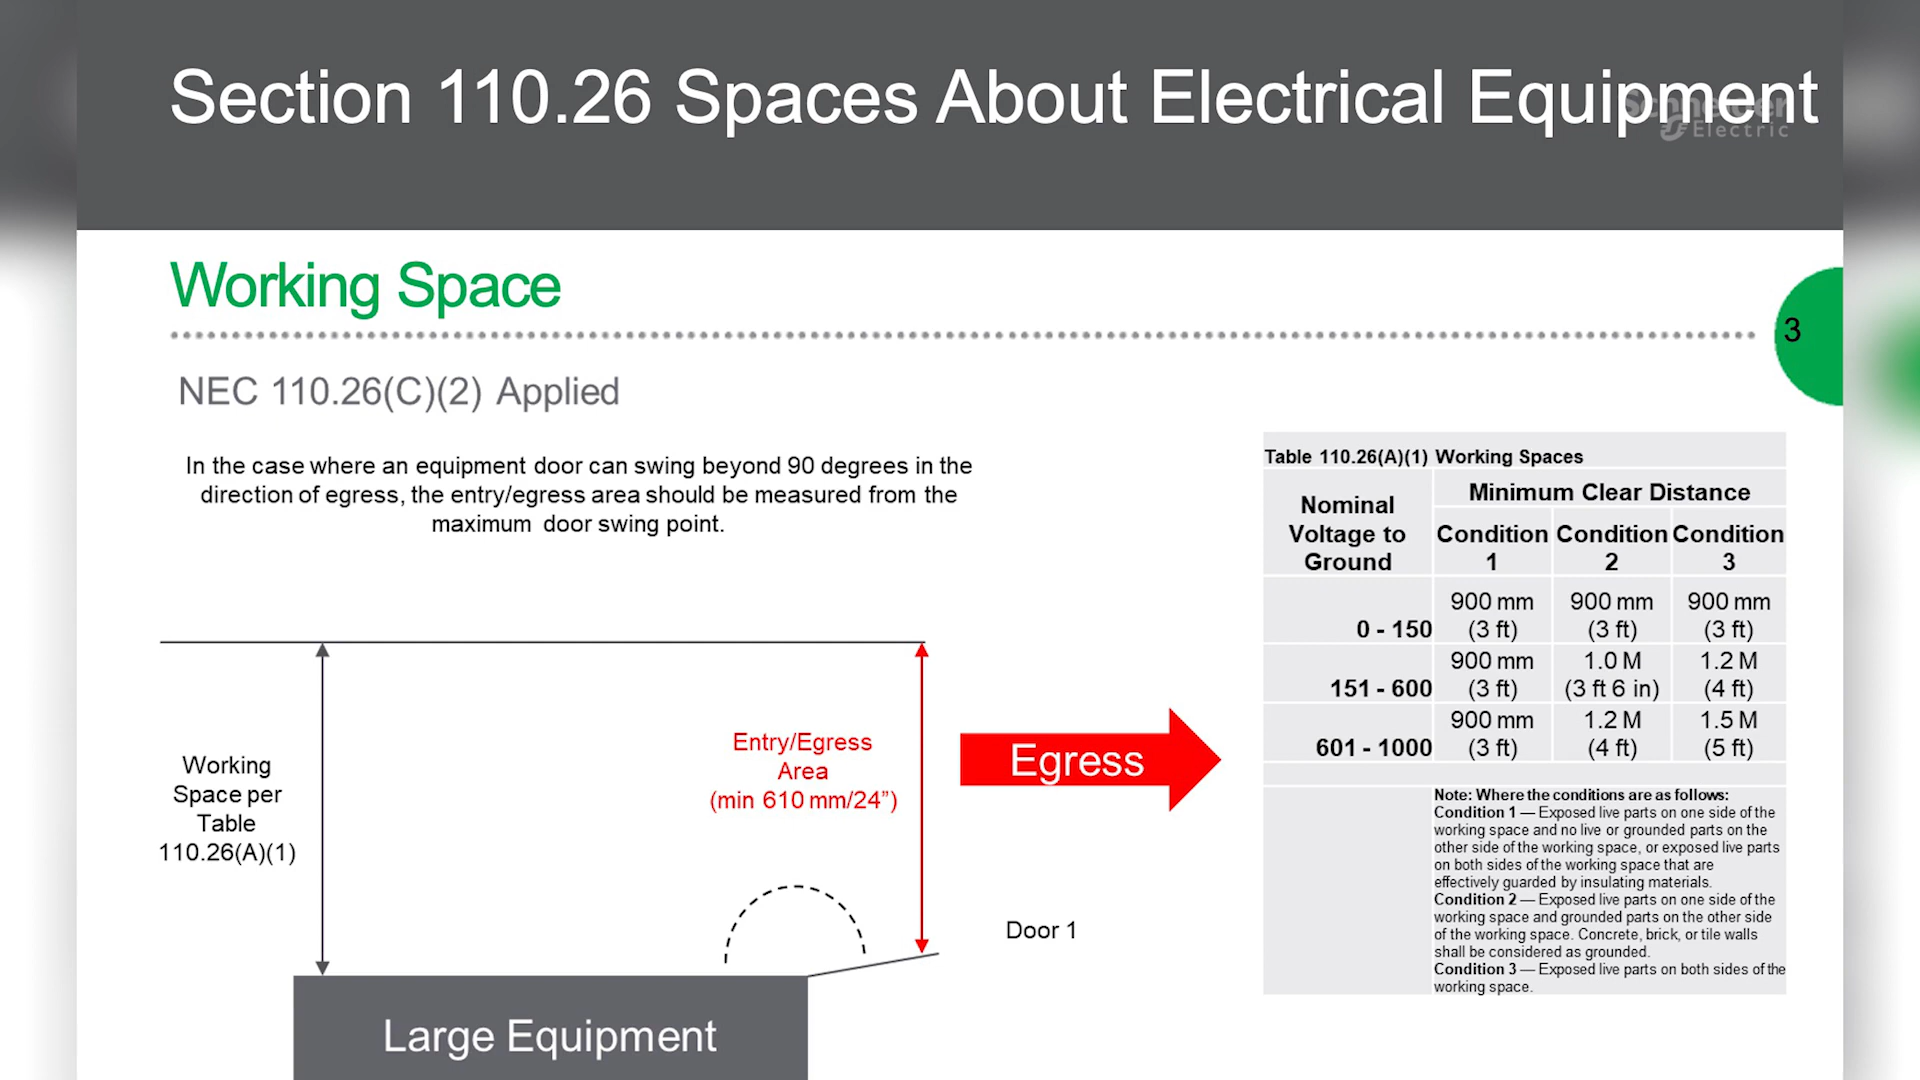 Section 110.26 Spaces About Electrical Equipment
Schneider
Electric
Working Space
3
NEC 110.26(C)(2) Applied
In the case where an equipment door can swing beyond 90 degrees in the
direction of egress, the entry/egress area should be measured from the
maximum door swing point.
Working
Space per
Table
110.26(A)(1)
Entry/Egress
Area
(min 610 mm/24”)
Egress
Door 1
Large Equipment
Table 110.26(A)(1) Working Spaces
Nominal
Voltage to
Ground
Minimum Clear Distance
Condition 1
Condition 2
Condition 3
0 - 150
900 mm (3 ft)
900 mm (3 ft)
900 mm (3 ft)
151 - 600
900 mm (3 ft)
1.0 M (3 ft 6 in)
1.2 M (4 ft)
601 - 1000
900 mm (3 ft)
1.2 M (4 ft)
1.5 M (5 ft)
Note: Where the conditions are as follows:
Condition 1 — Exposed live parts on one side of the
working space and no live or grounded parts on the
other side of the working space, or exposed live parts
on both sides of the working space that are
effectively guarded by insulating materials.
Condition 2 — Exposed live parts on one side of the
working space and grounded parts on the other side
of the working space. Concrete, brick, or tile walls
shall be considered as grounded.
Condition 3 — Exposed live parts on both sides of the
working space.